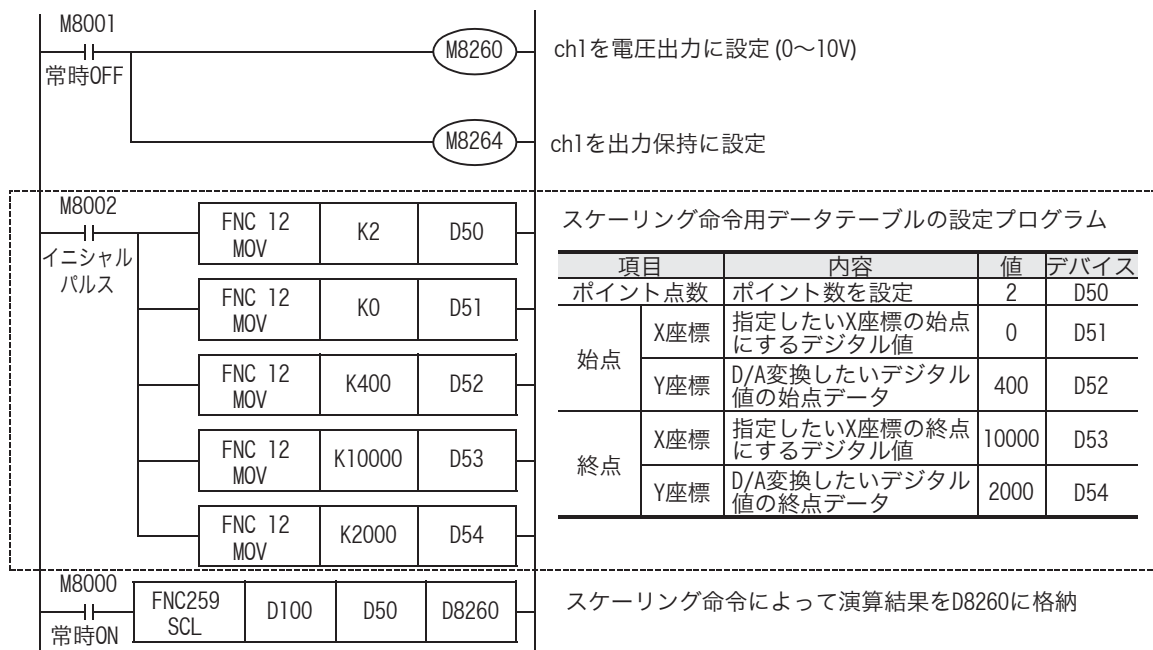 M8001
常時OFF
M8260
ch1を電圧出力に設定 (0～10V)
M8264
ch1を出力保持に設定
M8002
イニシャル
パルス
FNC 12
MOV
K2
D50
FNC 12
MOV
K0
D51
FNC 12
MOV
K400
D52
FNC 12
MOV
K10000
D53
FNC 12
MOV
K2000
D54
スケーリング命令用データテーブルの設定プログラム
項目 内容 値 デバイス
ポイント点数 ポイント数を設定 2 D50
始点
X座標
指定したいX座標の始点
にするデジタル値
0 D51
Y座標
D/A変換したいデジタル
値の始点データ
400 D52
終点
X座標
指定したいX座標の終点
にするデジタル値
10000 D53
Y座標
D/A変換したいデジタル
値の終点データ
2000 D54
M8000
常時ON
FNC259
SCL
D100
D50
D8260
スケーリング命令によって演算結果をD8260に格納